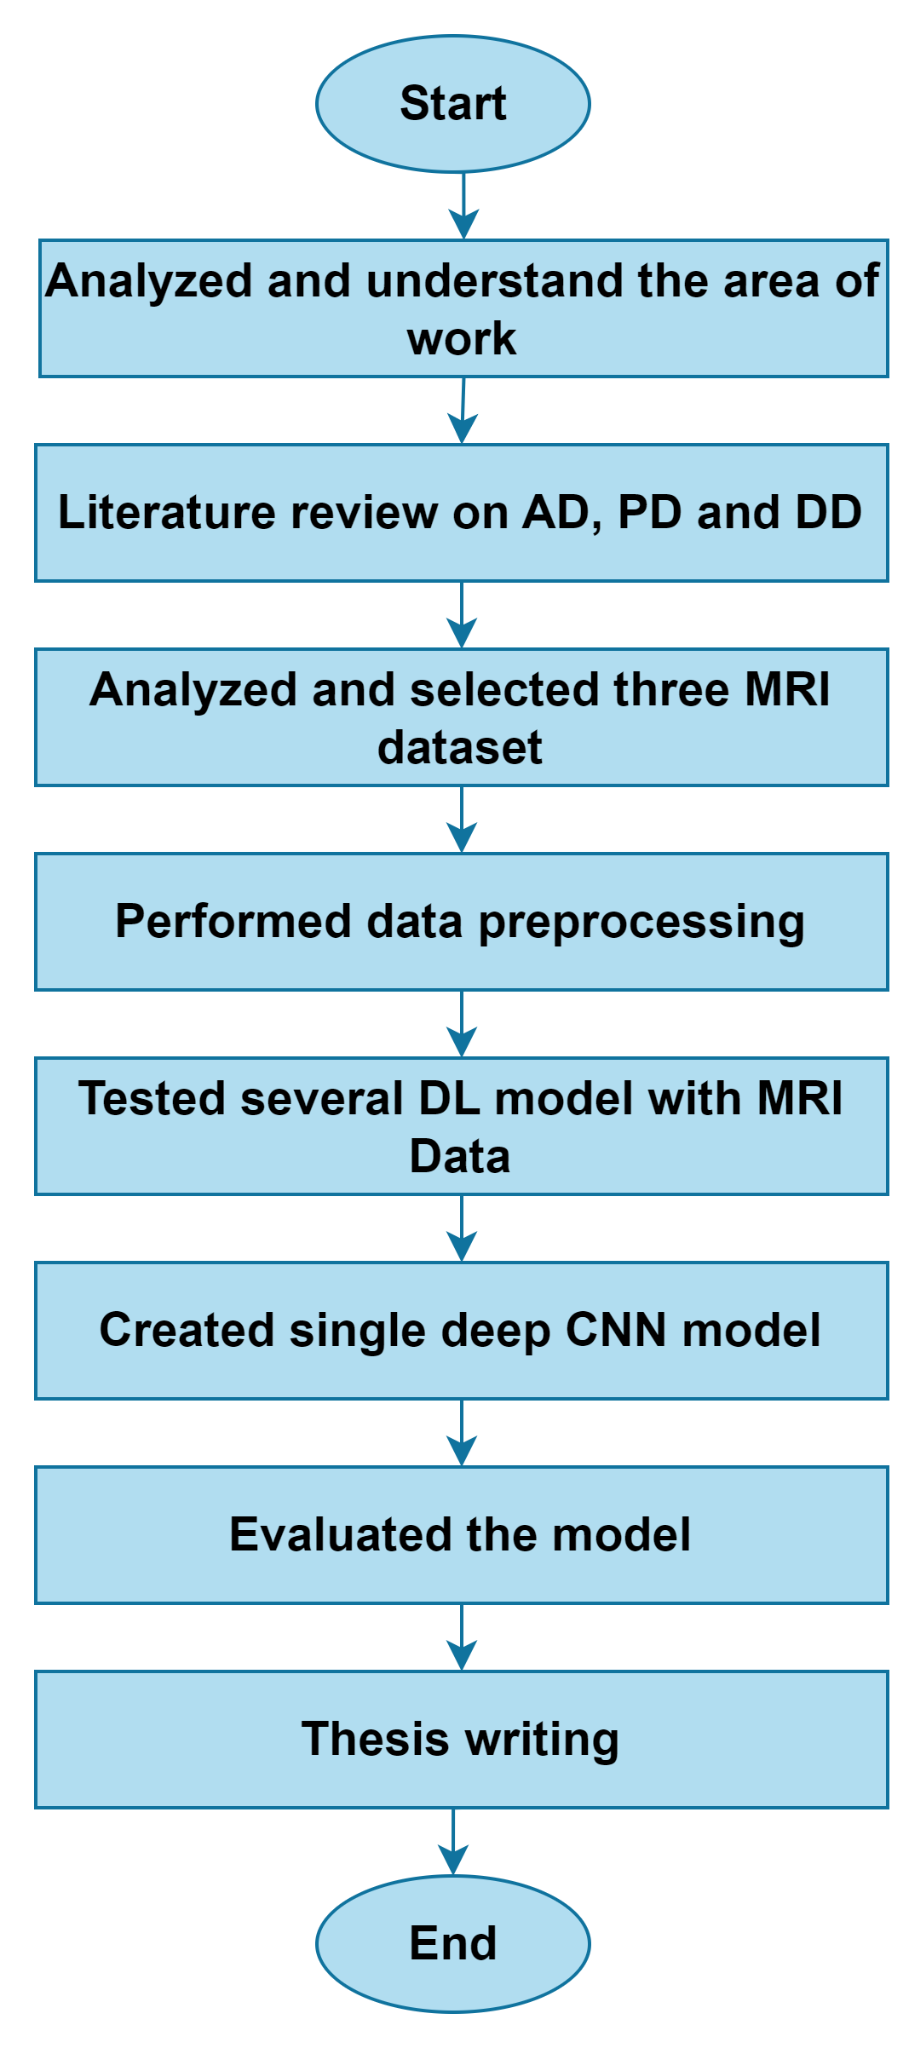 Start
Analyzed and understand the area of
work
Literature review on AD, PD and DD
Analyzed and selected three MRI
dataset
Performed data preprocessing
Tested several DL model with MRI
Data
Created single deep CNN model
Evaluated the model
Thesis writing
End